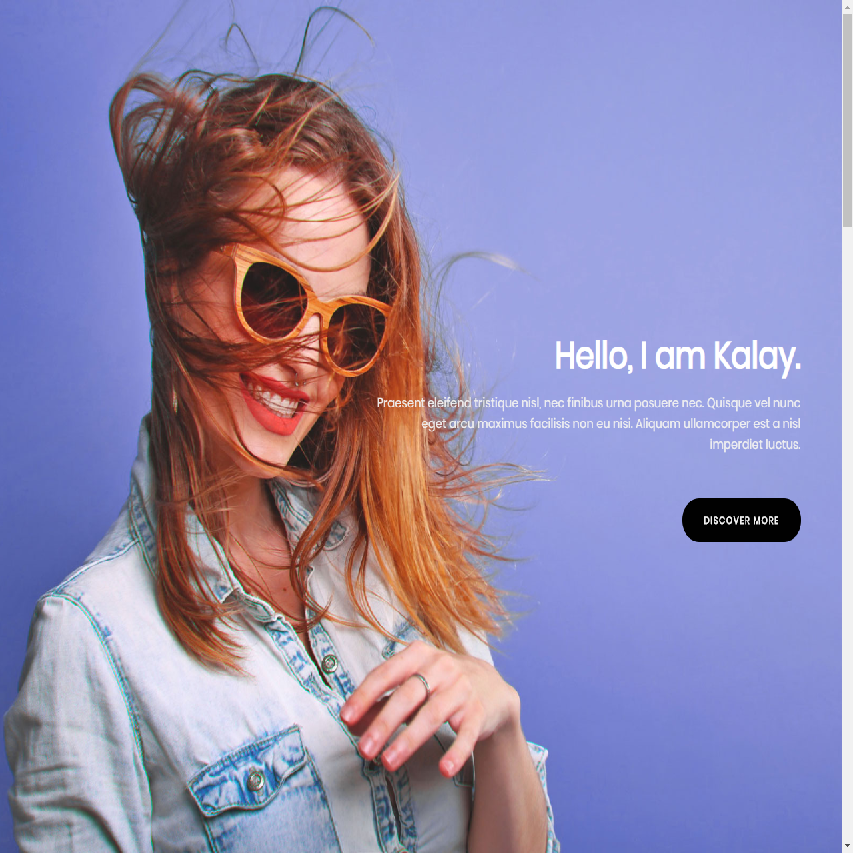 Hello, I am Kalay.
Praesent eleifend tristique nisl, nec finibus urna posuere nec. Quisque vel nunc
eget arcu maximus facilisis non eu nisi. Aliquam ullamcorper est a nisl
imperdiet luctus.
DISCOVER MORE